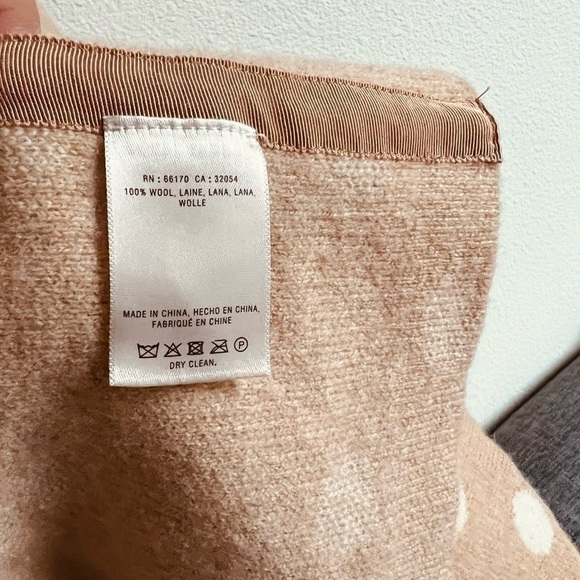 RN : 66170 CA : 32054
100% WOOL, LAINE, LANA, LANA,
WOLLE
MADE IN CHINA, HECHO EN CHINA,
FABRIQUÉ EN CHINE
P
DRY CLEAN.